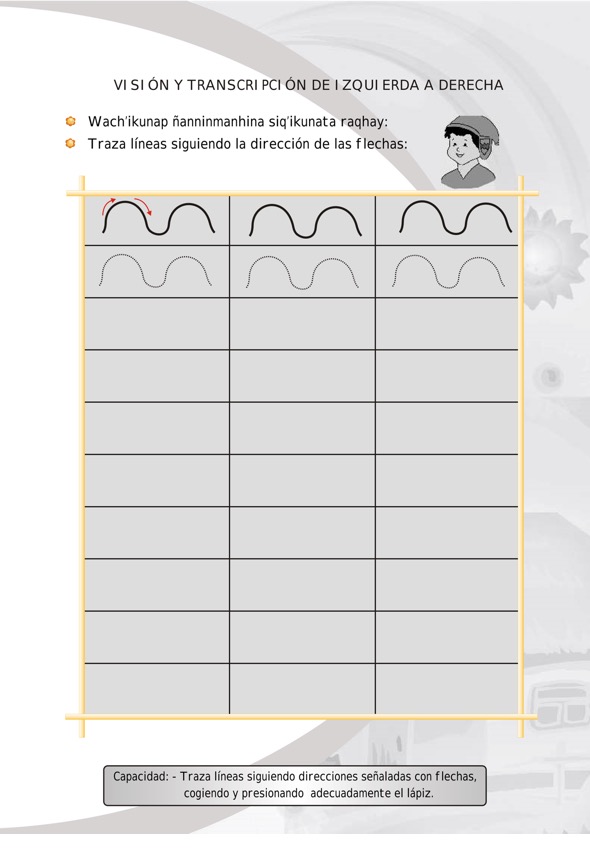 VISIÓN Y TRANSCRIPCIÓN DE IZQUIERDA A DERECHA
Wach'ikunap ñanninmanhina siq'ikunata raqhay:
Traza líneas siguiendo la dirección de las flechas:
Capacidad: - Traza líneas siguiendo direcciones señaladas con flechas,
cogiendo y presionando adecuadamente el lápiz.